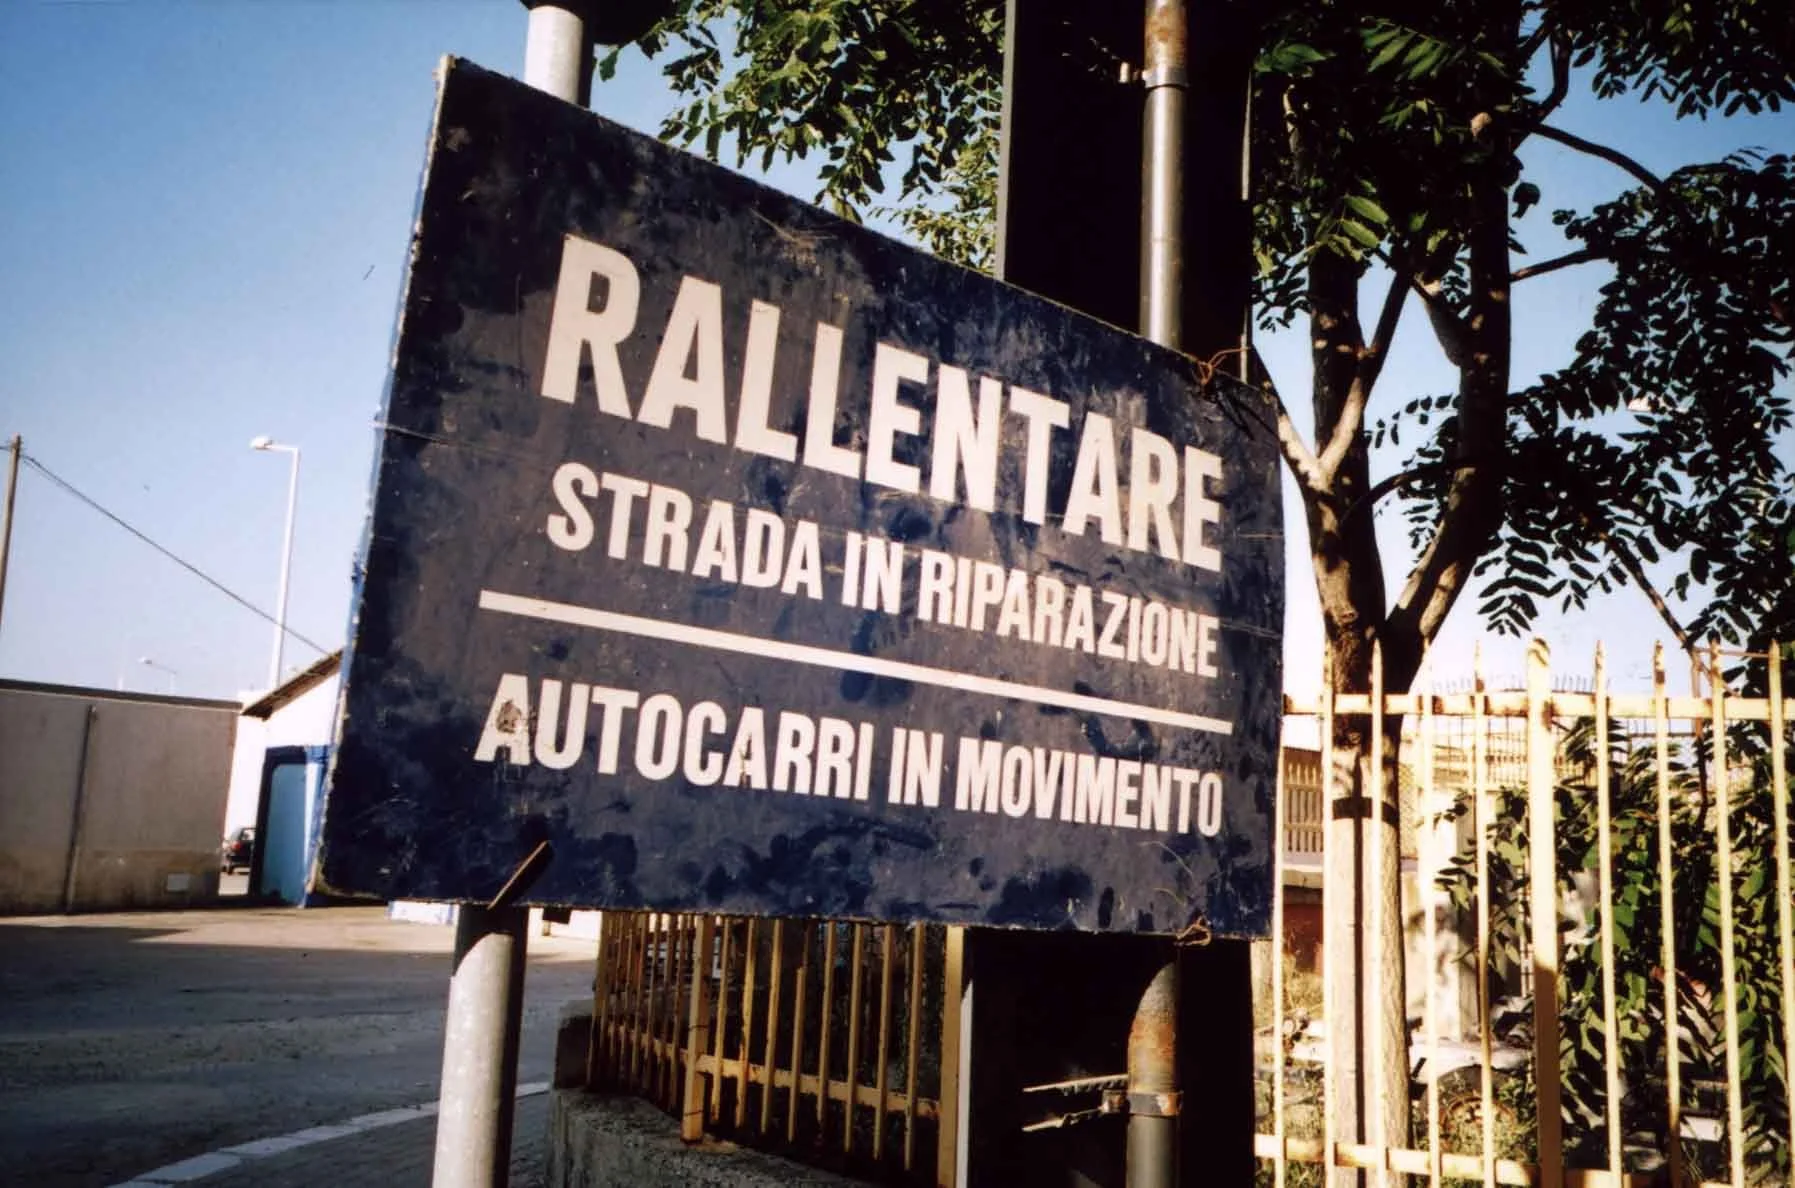 RALLENTARE
STRADA IN RIPARAZIONE
AUTOCARRI IN MOVIMENTO